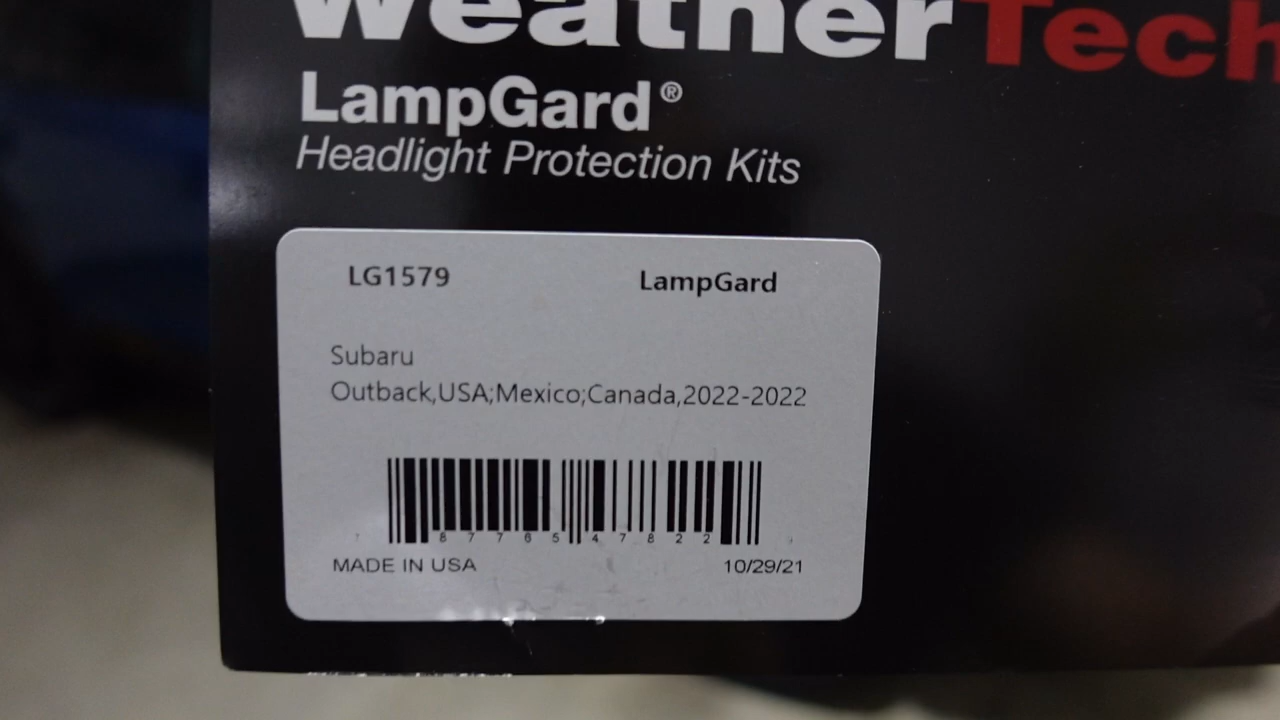 WeatherTech
LampGard®
Headlight Protection Kits
LG1579 LampGard
Subaru
Outback,USA;Mexico;Canada,2022-2022
8 7 7 6 5 4 7 8 2 2
MADE IN USA 10/29/21